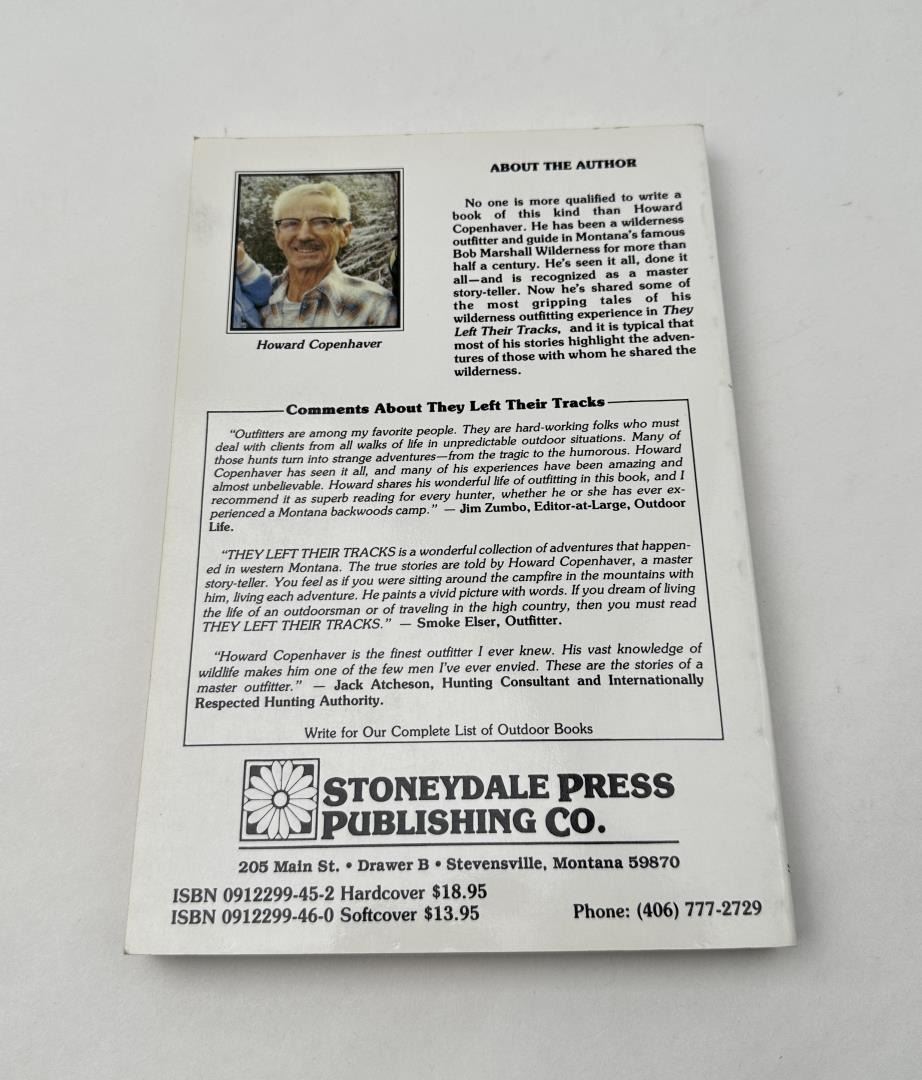 ABOUT THE AUTHOR
No one is more qualified to write a
book of this kind than Howard
Copenhaver. He has been a wilderness
outfitter and guide in Montana's famous
Bob Marshall Wilderness for more than
half a century. He's seen it all, done it
all—and is recognized as a master
story-teller. Now he's shared some of
the most gripping tales of his
wilderness outfitting experience in They
Left Their Tracks, and it is typical that
most of his stories highlight the adven-
tures of those with whom he shared the
wilderness.
Howard Copenhaver
Comments About They Left Their Tracks
"Outfitters are among my favorite people. They are hard-working folks who must
deal with clients from all walks of life in unpredictable outdoor situations. Many of
those hunts turn into strange adventures—from the tragic to the humorous. Howard
Copenhaver has seen it all, and many of his experiences have been amazing and
almost unbelievable. Howard shares his wonderful life of outfitting in this book, and I
recommend it as superb reading for every hunter, whether he or she has ever ex-
perienced a Montana backwoods camp." — Jim Zumbo, Editor-at-Large, Outdoor
Life.
"THEY LEFT THEIR TRACKS is a wonderful collection of adventures that happen-
ed in western Montana. The true stories are told by Howard Copenhaver, a master
story-teller. You feel as if you were sitting around the campfire in the mountains with
him, living each adventure. He paints a vivid picture with words. If you dream of living
the life of an outdoorsman or of traveling in the high country, then you must read
THEY LEFT THEIR TRACKS." — Smoke Elser, Outfitter.
"Howard Copenhaver is the finest outfitter I ever knew. His vast knowledge of
wildlife makes him one of the few men I've ever envied. These are the stories of a
master outfitter." — Jack Atcheson, Hunting Consultant and Internationally
Respected Hunting Authority.
Write for Our Complete List of Outdoor Books
STONEYDALE PRESS
PUBLISHING CO.
205 Main St. • Drawer B • Stevensville, Montana 59870
ISBN 0912299-45-2 Hardcover $18.95
ISBN 0912299-46-0 Softcover $13.95
Phone: (406) 777-2729